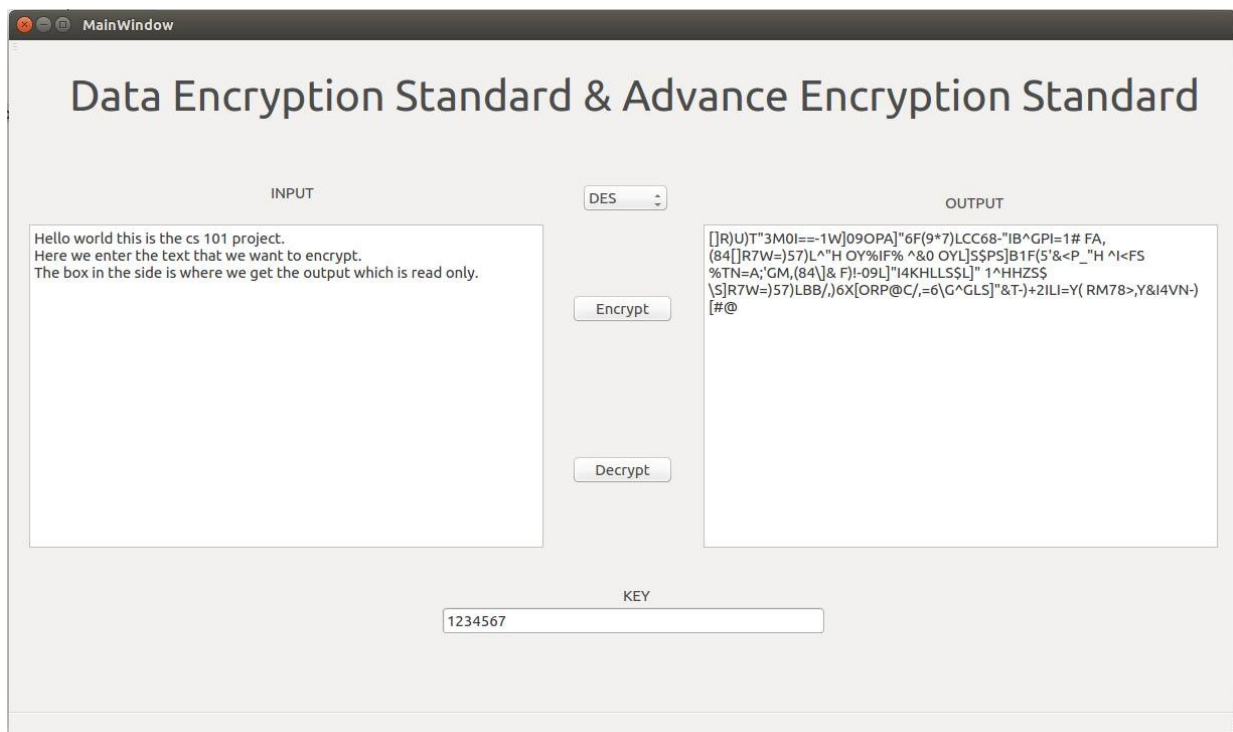 MainWindow
Data Encryption Standard & Advance Encryption Standard
INPUT
DES
OUTPUT
Hello world this is the cs 101 project.
Here we enter the text that we want to encrypt.
The box in the side is where we get the output which is read only.
[]R)U)T"3M0I==-1W]09OPA]"6F(9*7)LCC68-"IB^GPI=1# FA,
(84[]R7W=)57)L^"H OY%IF% ^&0 OYL]S$PS]B1F(5'&<P_"H ^I<FS
%TN=A;'GM,(84\]& F)!-09L]"I4KHLLS$L]" 1^HHZS$
\S]R7W=)57)LBB/,)6X[ORP@C/,=6\G^GLS]"&T-)+2ILI=Y( RM78>,Y&I4VN-)
[#@
Encrypt
Decrypt
KEY
1234567